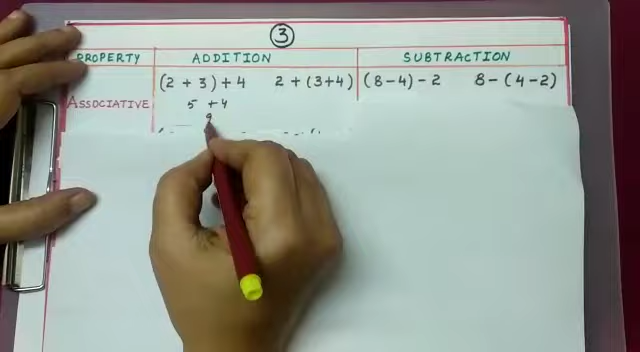 3
PROPERTY ADDITION SUBTRACTION
(2 + 3) + 4 2 + (3+4) (8-4) - 2 8 - (4-2)
ASSOCIATIVE 5 + 4
9